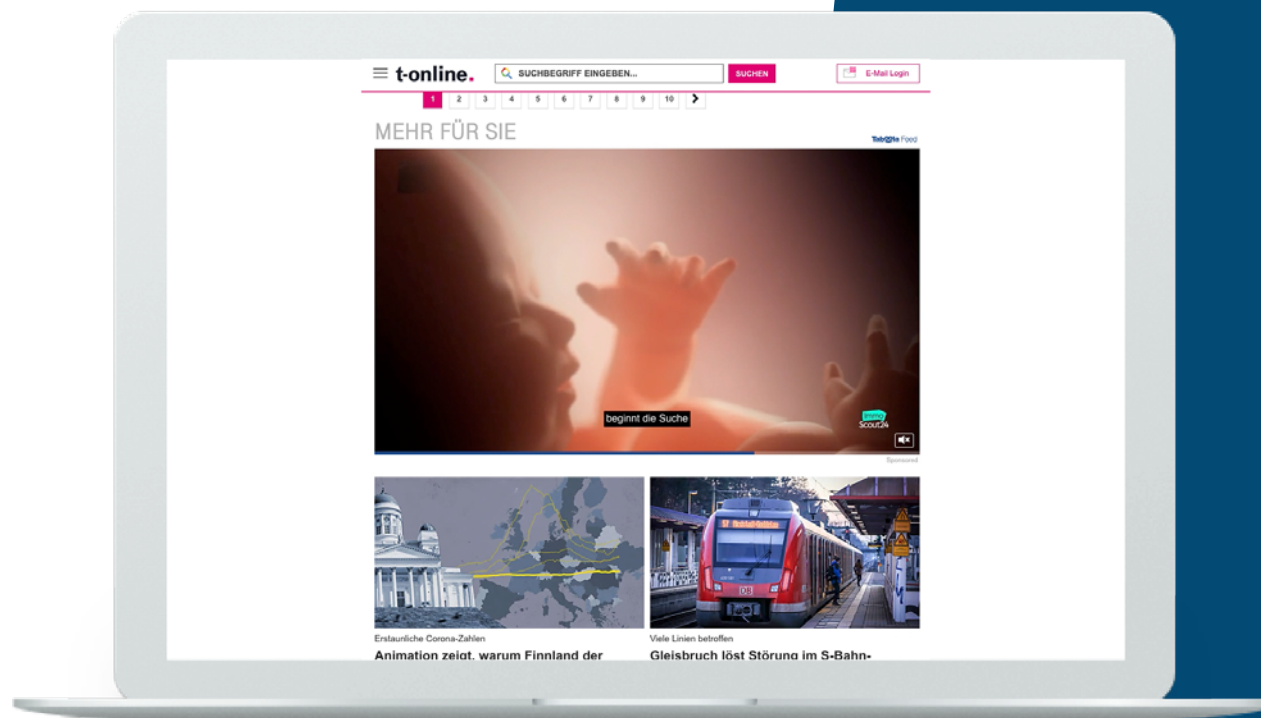 t-online.
SUCHBEGRIFF EINGEBEN...
SUCHEN
E-Mail Login
1 2 3 4 5 6 7 8 9 10
MEHR FÜR SIE
Taboola Feed
beginnt die Suche
Immo
Scout24
Sponsored
DB
Erstaunliche Corona-Zahlen
Animation zeigt, warum Finnland der
Viele Linien betroffen
Gleisbruch löst Störung im S-Bahn-